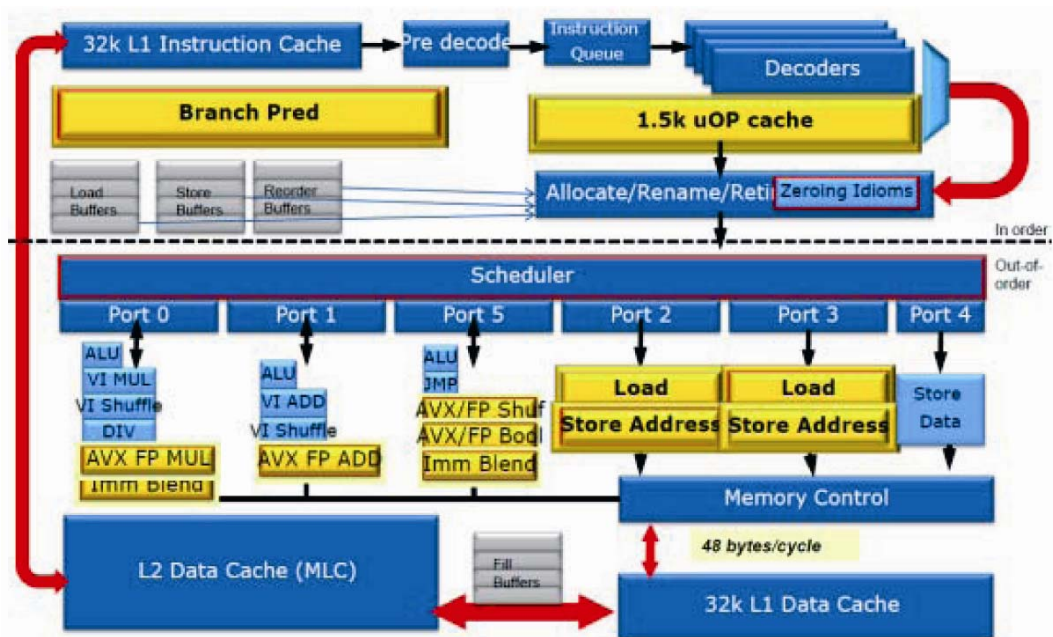 32k L1 Instruction Cache
Pre decode
Instruction
Queue
Decoders
Branch Pred
1.5k uOP cache
Load
Buffers
Store
Buffers
Reorder
Buffers
Allocate/Rename/Reti
Zeroing Idioms
In order
Scheduler
Out-of-
order
Port 0
Port 1
Port 5
Port 2
Port 3
Port 4
ALU
VI MUL
VI Shuffle
DIV
AVX FP MUL
Imm Blend
ALU
VI ADD
VI Shuffle
AVX FP ADD
ALU
JMP
AVX/FP Shuf
AVX/FP Bool
Imm Blend
Load
Store Address
Load
Store Address
Store
Data
Memory Control
48 bytes/cycle
L2 Data Cache (MLC)
Fill
Buffers
32k L1 Data Cache